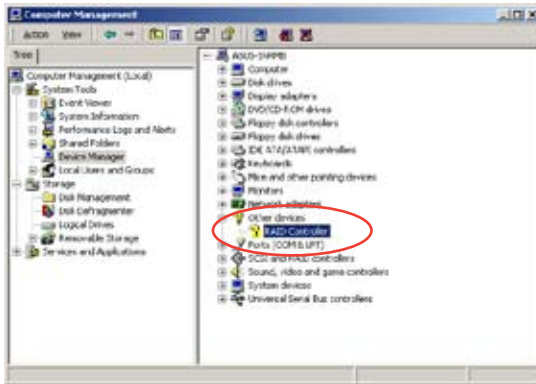 Computer Management
Action View
Tree
Computer Management (Local)
System Tools
Event Viewer
System Information
Performance Logs and Alerts
Shared Folders
Device Manager
Local Users and Groups
Storage
Disk Management
Disk Defragmenter
Logical Drives
Removable Storage
Services and Applications
Computer
Disk drives
Display adapters
DVD/CD-ROM drives
Floppy disk controllers
Floppy disk drives
IDE ATA/ATAPI controllers
Keyboards
Mice and other pointing devices
Monitors
Network adapters
Other devices
RAID Controller
Ports (COM & LPT)
SCSI and RAID controllers
Sound, video and game controllers
System devices
Universal Serial Bus controllers